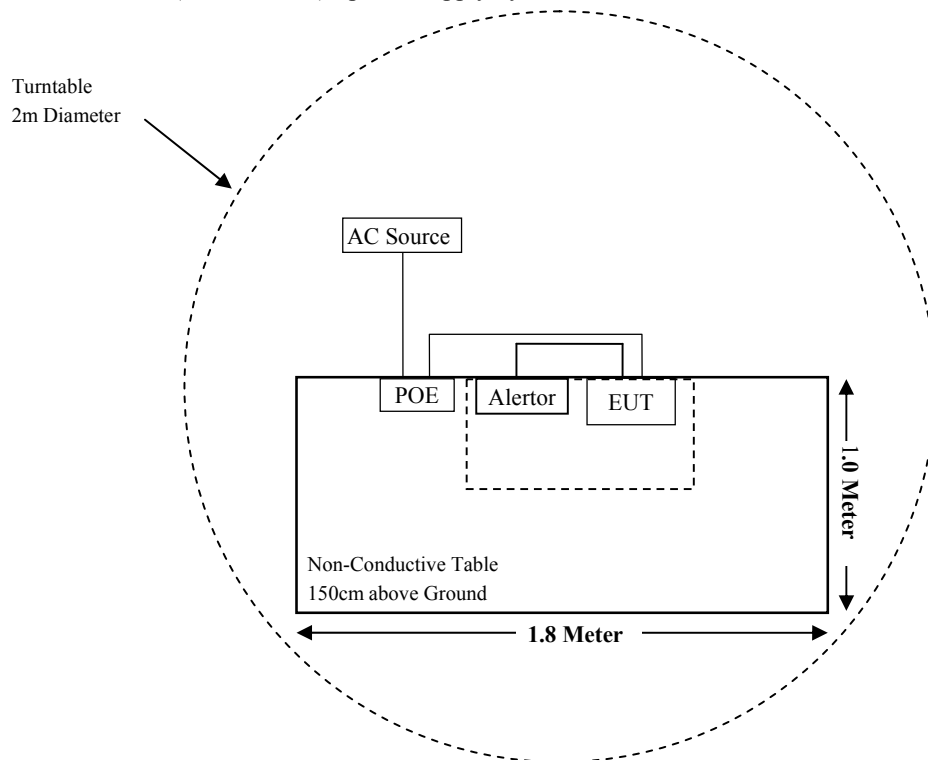 Turntable
2m Diameter
AC Source
POE
Alertor
EUT
1.0 Meter
Non-Conductive Table
150cm above Ground
1.8 Meter